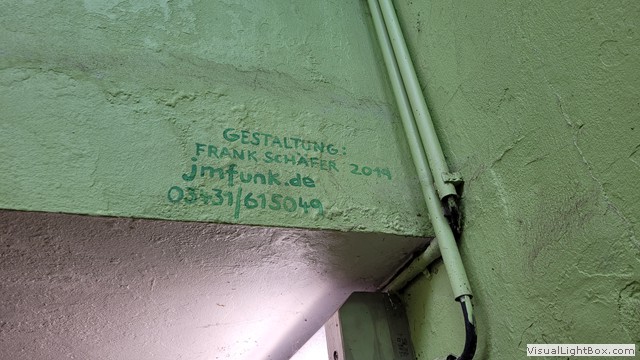 GESTALTUNG:
FRANK SCHÄFER 2019
jmfunk.de
03431/615049
VisualLightBox.com